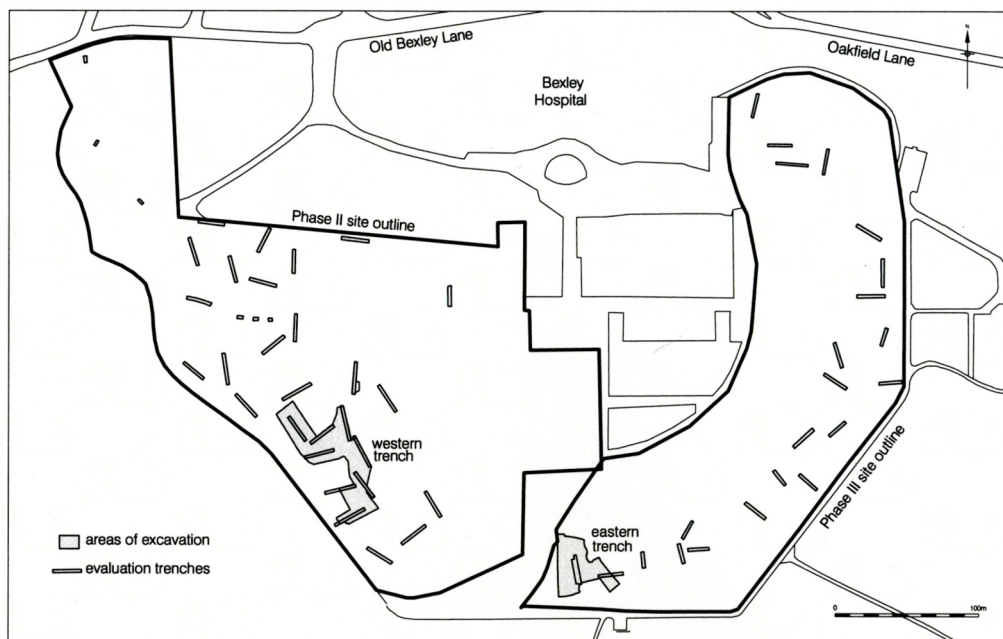 Old Bexley Lane
Oakfield Lane
N
Bexley
Hospital
Phase II site outline
western
trench
Phase III site outline
eastern
trench
areas of excavation
evaluation trenches
0
100m